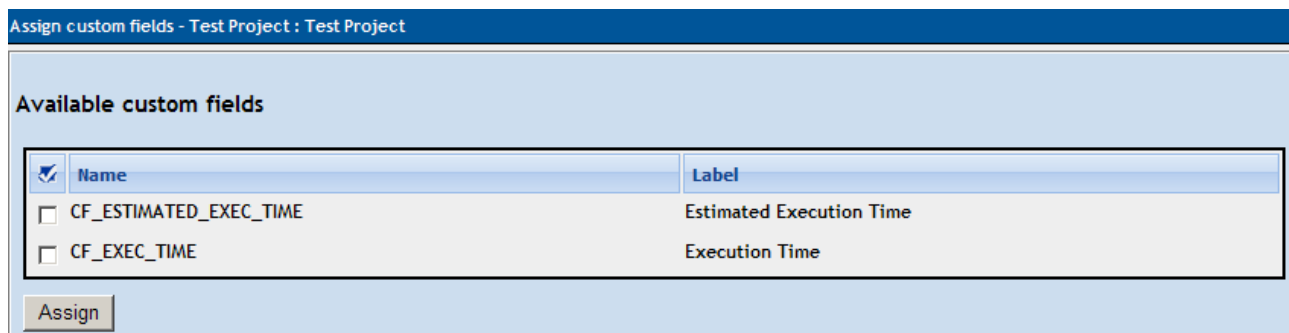 Assign custom fields - Test Project : Test Project
Available custom fields
Name Label
CF_ESTIMATED_EXEC_TIME Estimated Execution Time
CF_EXEC_TIME Execution Time
Assign